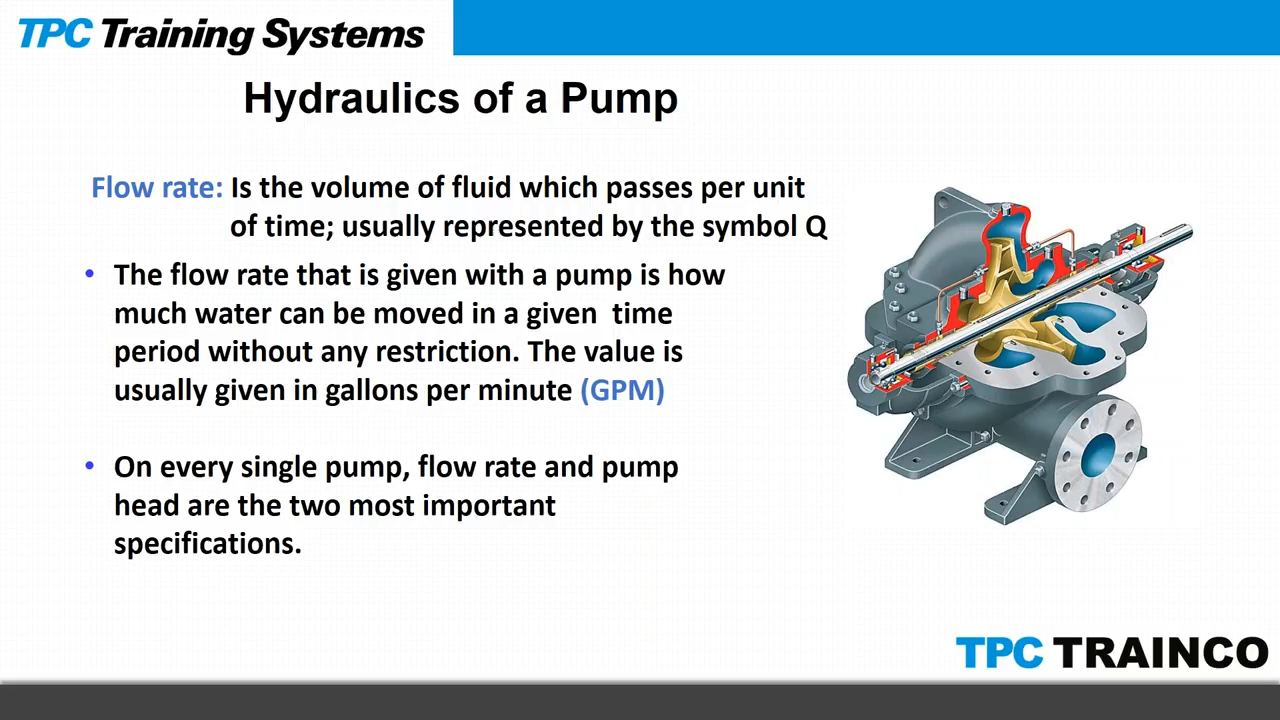 TPC Training Systems
Hydraulics of a Pump
Flow rate: Is the volume of fluid which passes per unit
of time; usually represented by the symbol Q
• The flow rate that is given with a pump is how
much water can be moved in a given time
period without any restriction. The value is
usually given in gallons per minute (GPM)
• On every single pump, flow rate and pump
head are the two most important
specifications.
TPC TRAINCO